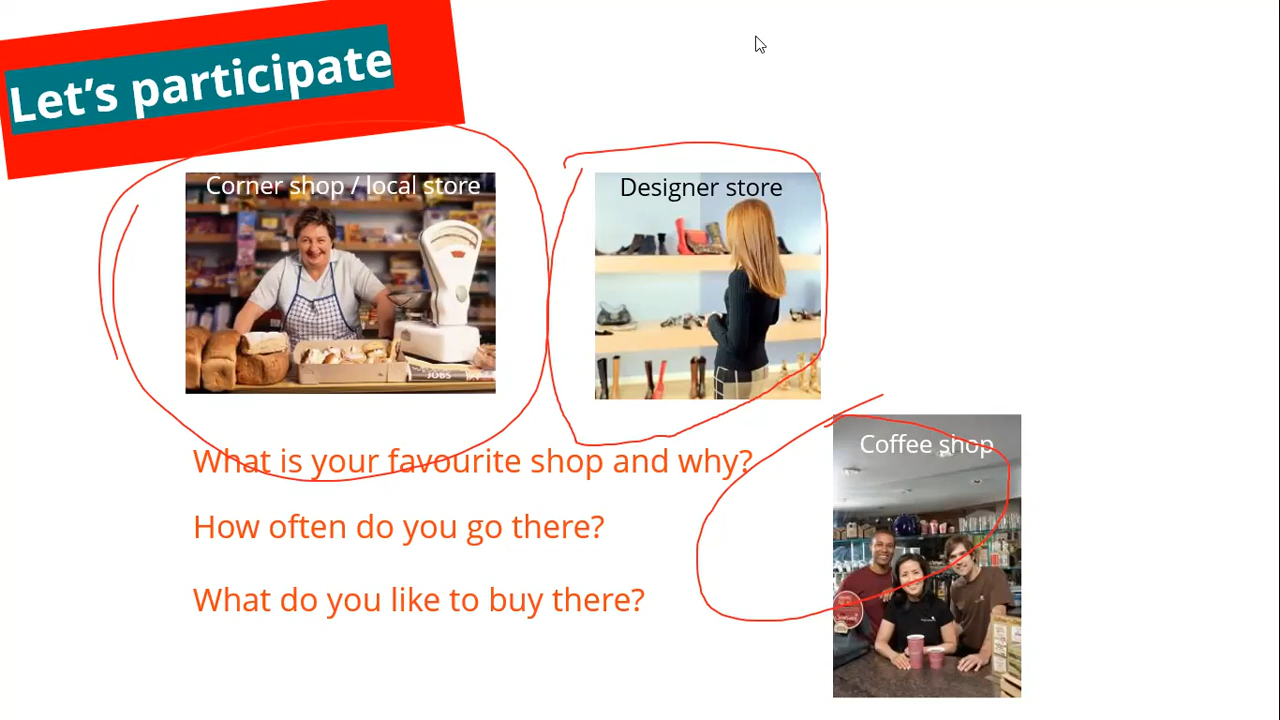 Let's participate
Corner shop / local store
Designer store
Coffee shop
What is your favourite shop and why?
How often do you go there?
What do you like to buy there?
JOBS